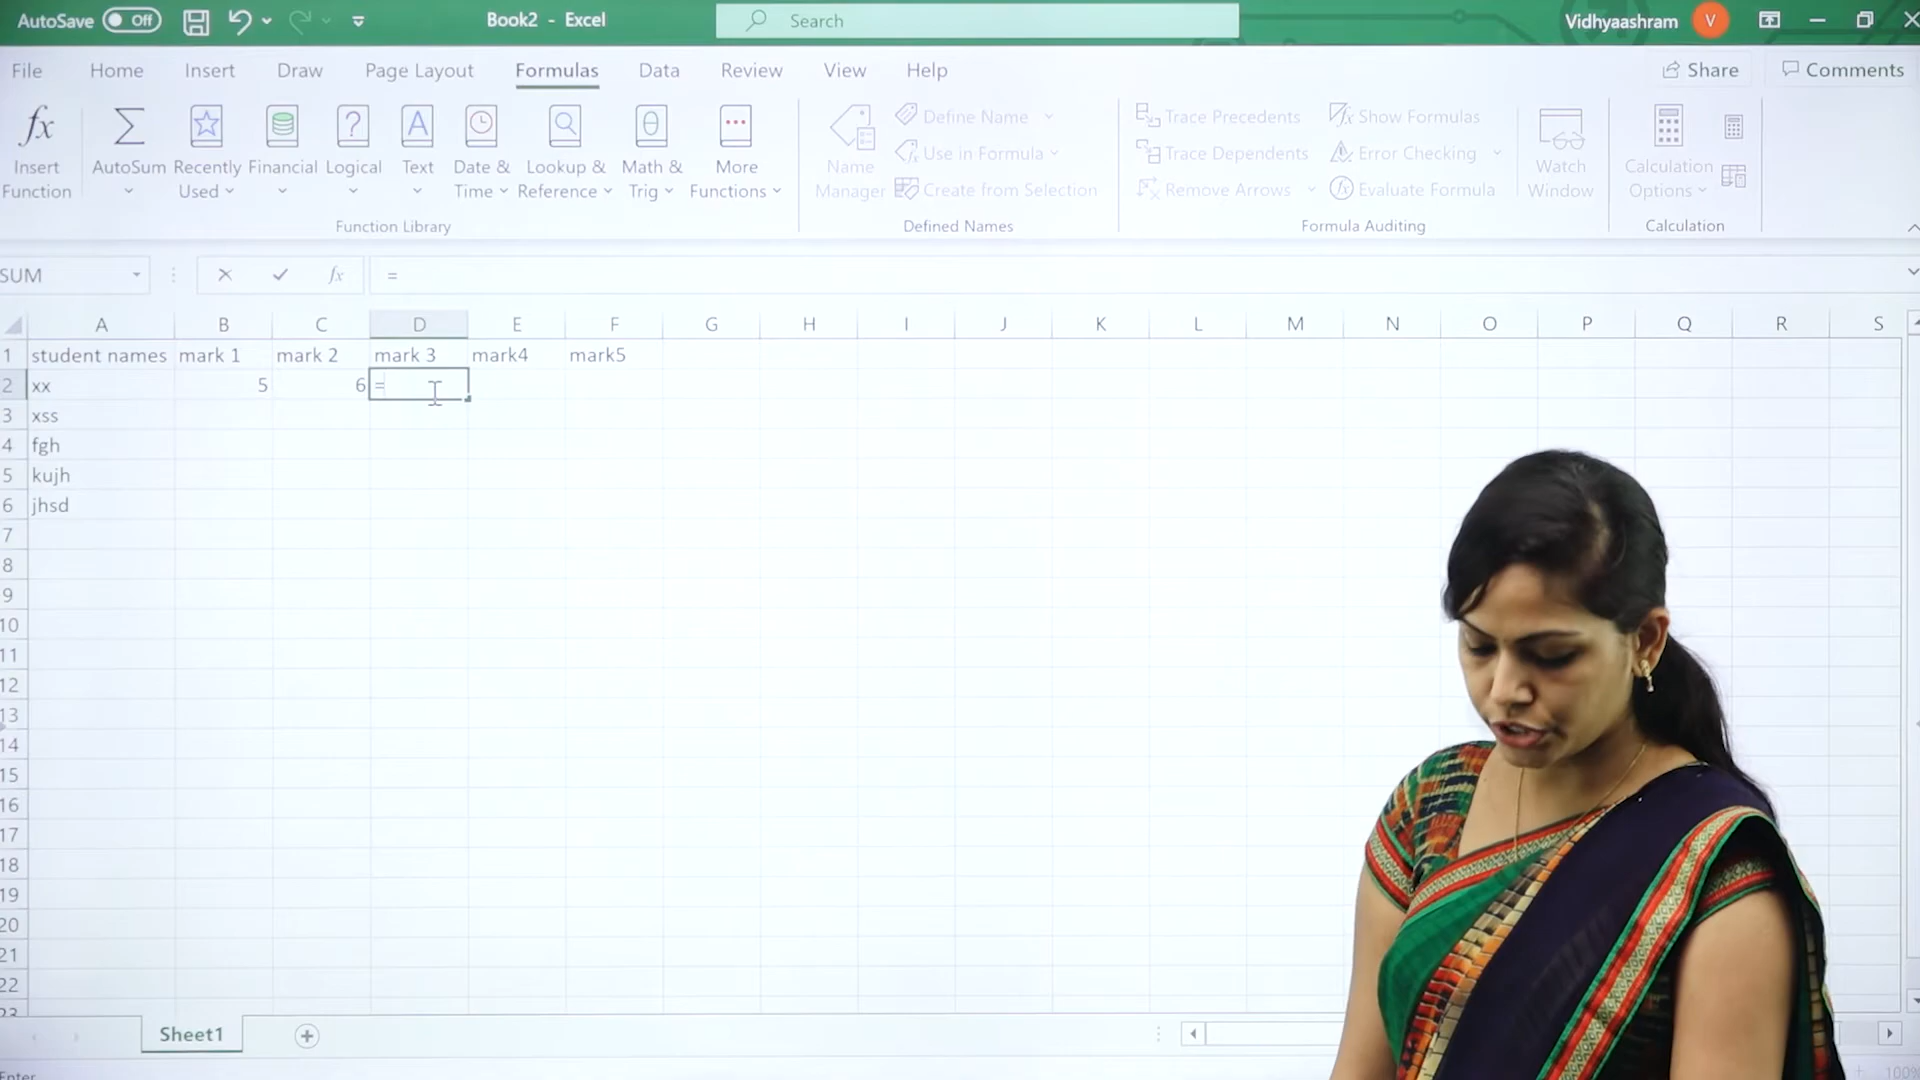 AutoSave Off Book2 - Excel Search Vidhyaashram V
File Home Insert Draw Page Layout Formulas Data Review View Help Share Comments
fx Insert Function
AutoSum
Recently Used
Financial
Logical
Text
Date & Time
Lookup & Reference
Math & Trig
More Functions
Function Library
Name Manager
Define Name
Use in Formula
Create from Selection
Defined Names
Trace Precedents
Trace Dependents
Remove Arrows
Show Formulas
Error Checking
Evaluate Formula
Formula Auditing
Watch Window
Calculation Options
Calculation
SUM fx =
A B C D E F G H I J K L M N O P Q R S
1 student names mark 1 mark 2 mark 3 mark4 mark5
2 xx 5 6 =
3 xss
4 fgh
5 kujh
6 jhsd
7
8
9
10
11
12
13
14
15
16
17
18
19
20
21
22
23
Sheet1
Enter 100%